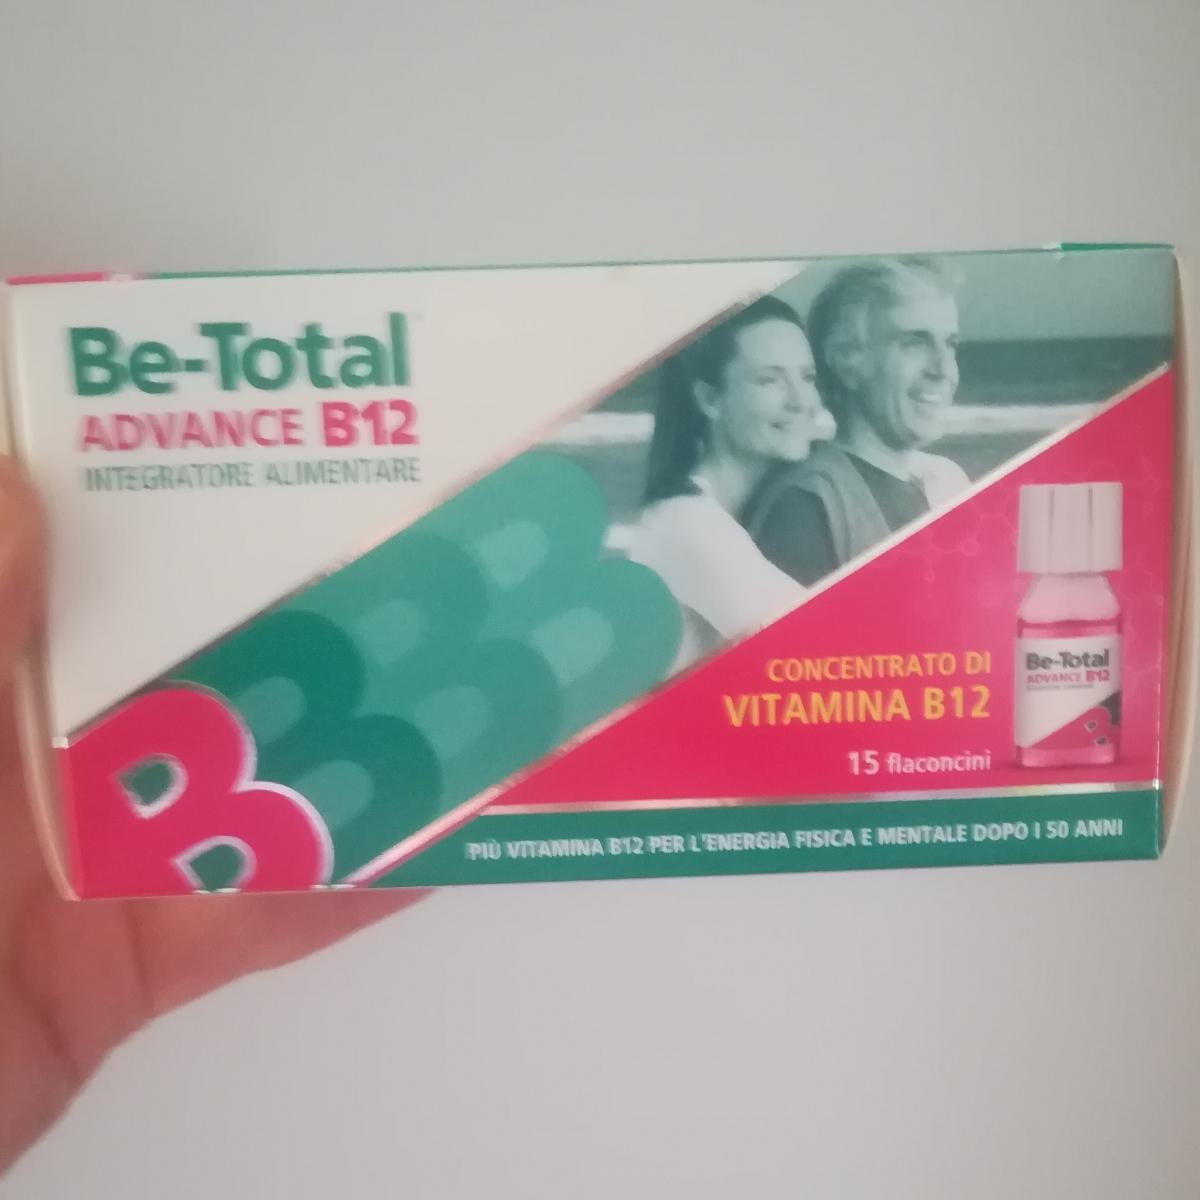 Be-Total
ADVANCE B12
INTEGRATORE ALIMENTARE
CONCENTRATO DI
VITAMINA B12
15 flaconcini
Be-Total
ADVANCE B12
B
B
PIÙ VITAMINA B12 PER L'ENERGIA FISICA E MENTALE DOPO I 50 ANNI